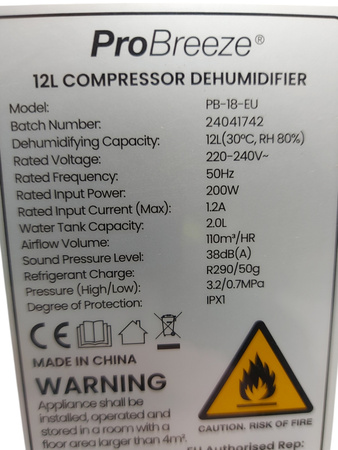 ProBreeze®
12L COMPRESSOR DEHUMIDIFIER
Model: PB-18-EU
Batch Number: 24041742
Dehumidifying Capacity: 12L(30°C, RH 80%)
Rated Voltage: 220-240V~
Rated Frequency: 50Hz
Rated Input Power: 200W
Rated Input Current (Max): 1.2A
Water Tank Capacity: 2.0L
Airflow Volume: 110m³/HR
Sound Pressure Level: 38dB(A)
Refrigerant Charge: R290/50g
Pressure (High/Low): 3.2/0.7MPa
Degree of Protection: IPX1
CE
MADE IN CHINA
WARNING
Appliance shall be
installed, operated and
stored in a room with a
floor area larger than 4m².
CAUTION. RISK OF FIRE
EU Authorised Rep: